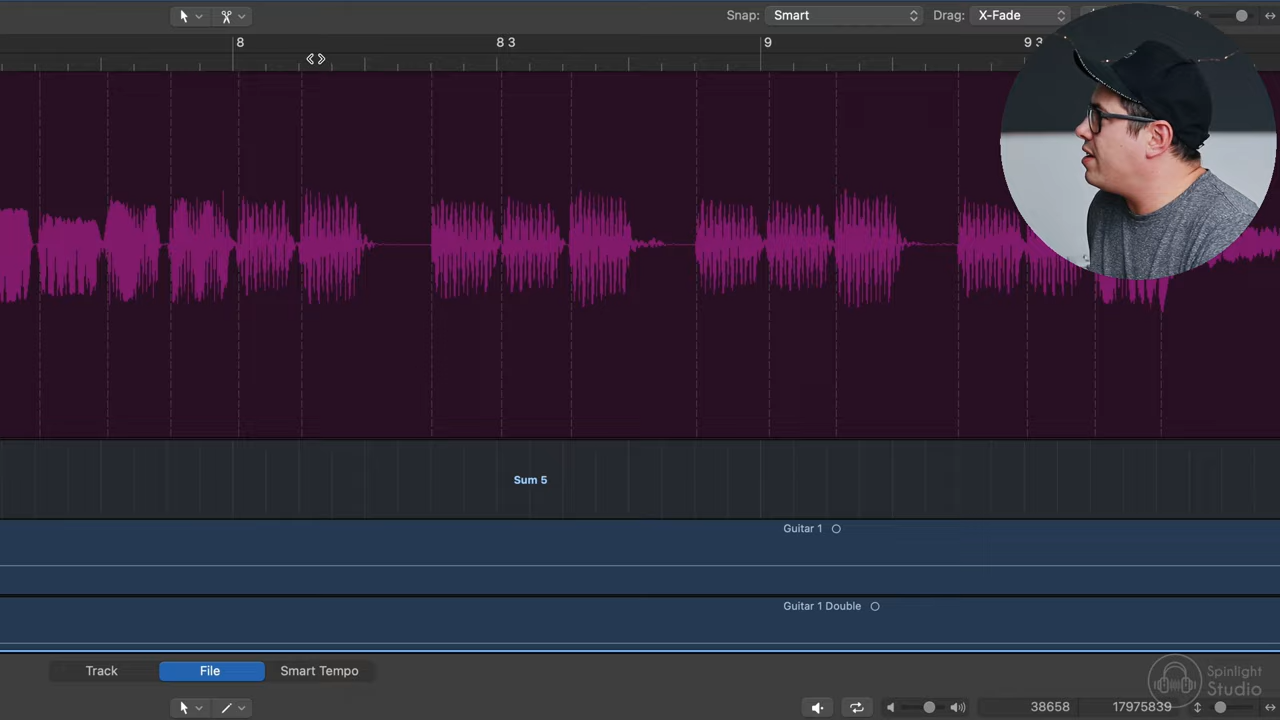 Snap: Smart Drag: X-Fade
8 8 3 9 9 3
Sum 5
Guitar 1
Guitar 1 Double
Track File Smart Tempo
Spinlight
Studio
38658 17975839